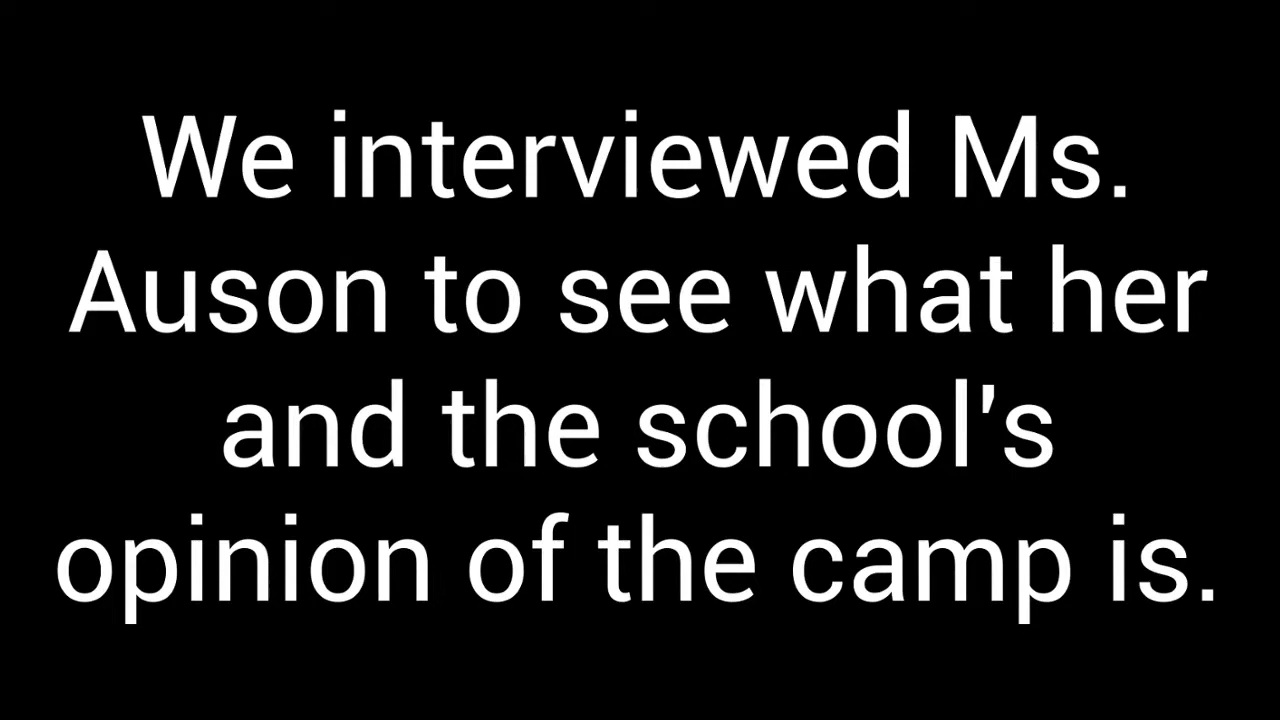 We interviewed Ms.
Auson to see what her
and the school's
opinion of the camp is.